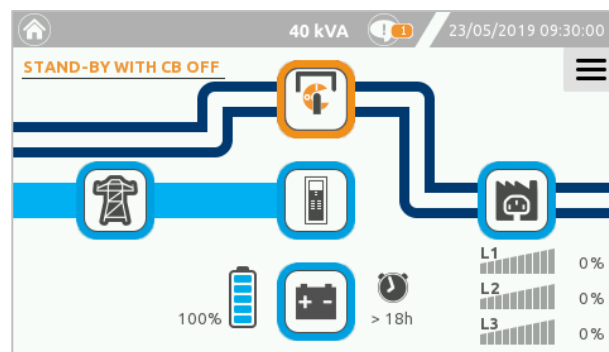 40 kVA ! 1 23/05/2019 09:30:00
STAND-BY WITH CB OFF
L1 0%
100% > 18h L2 0%
L3 0%